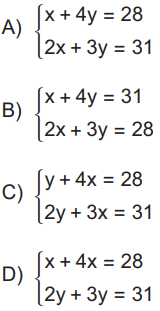 A) x + 4y = 28
2x + 3y = 31
B) x + 4y = 31
2x + 3y = 28
C) y + 4x = 28
2y + 3x = 31
D) x + 4x = 28
2y + 3y = 31